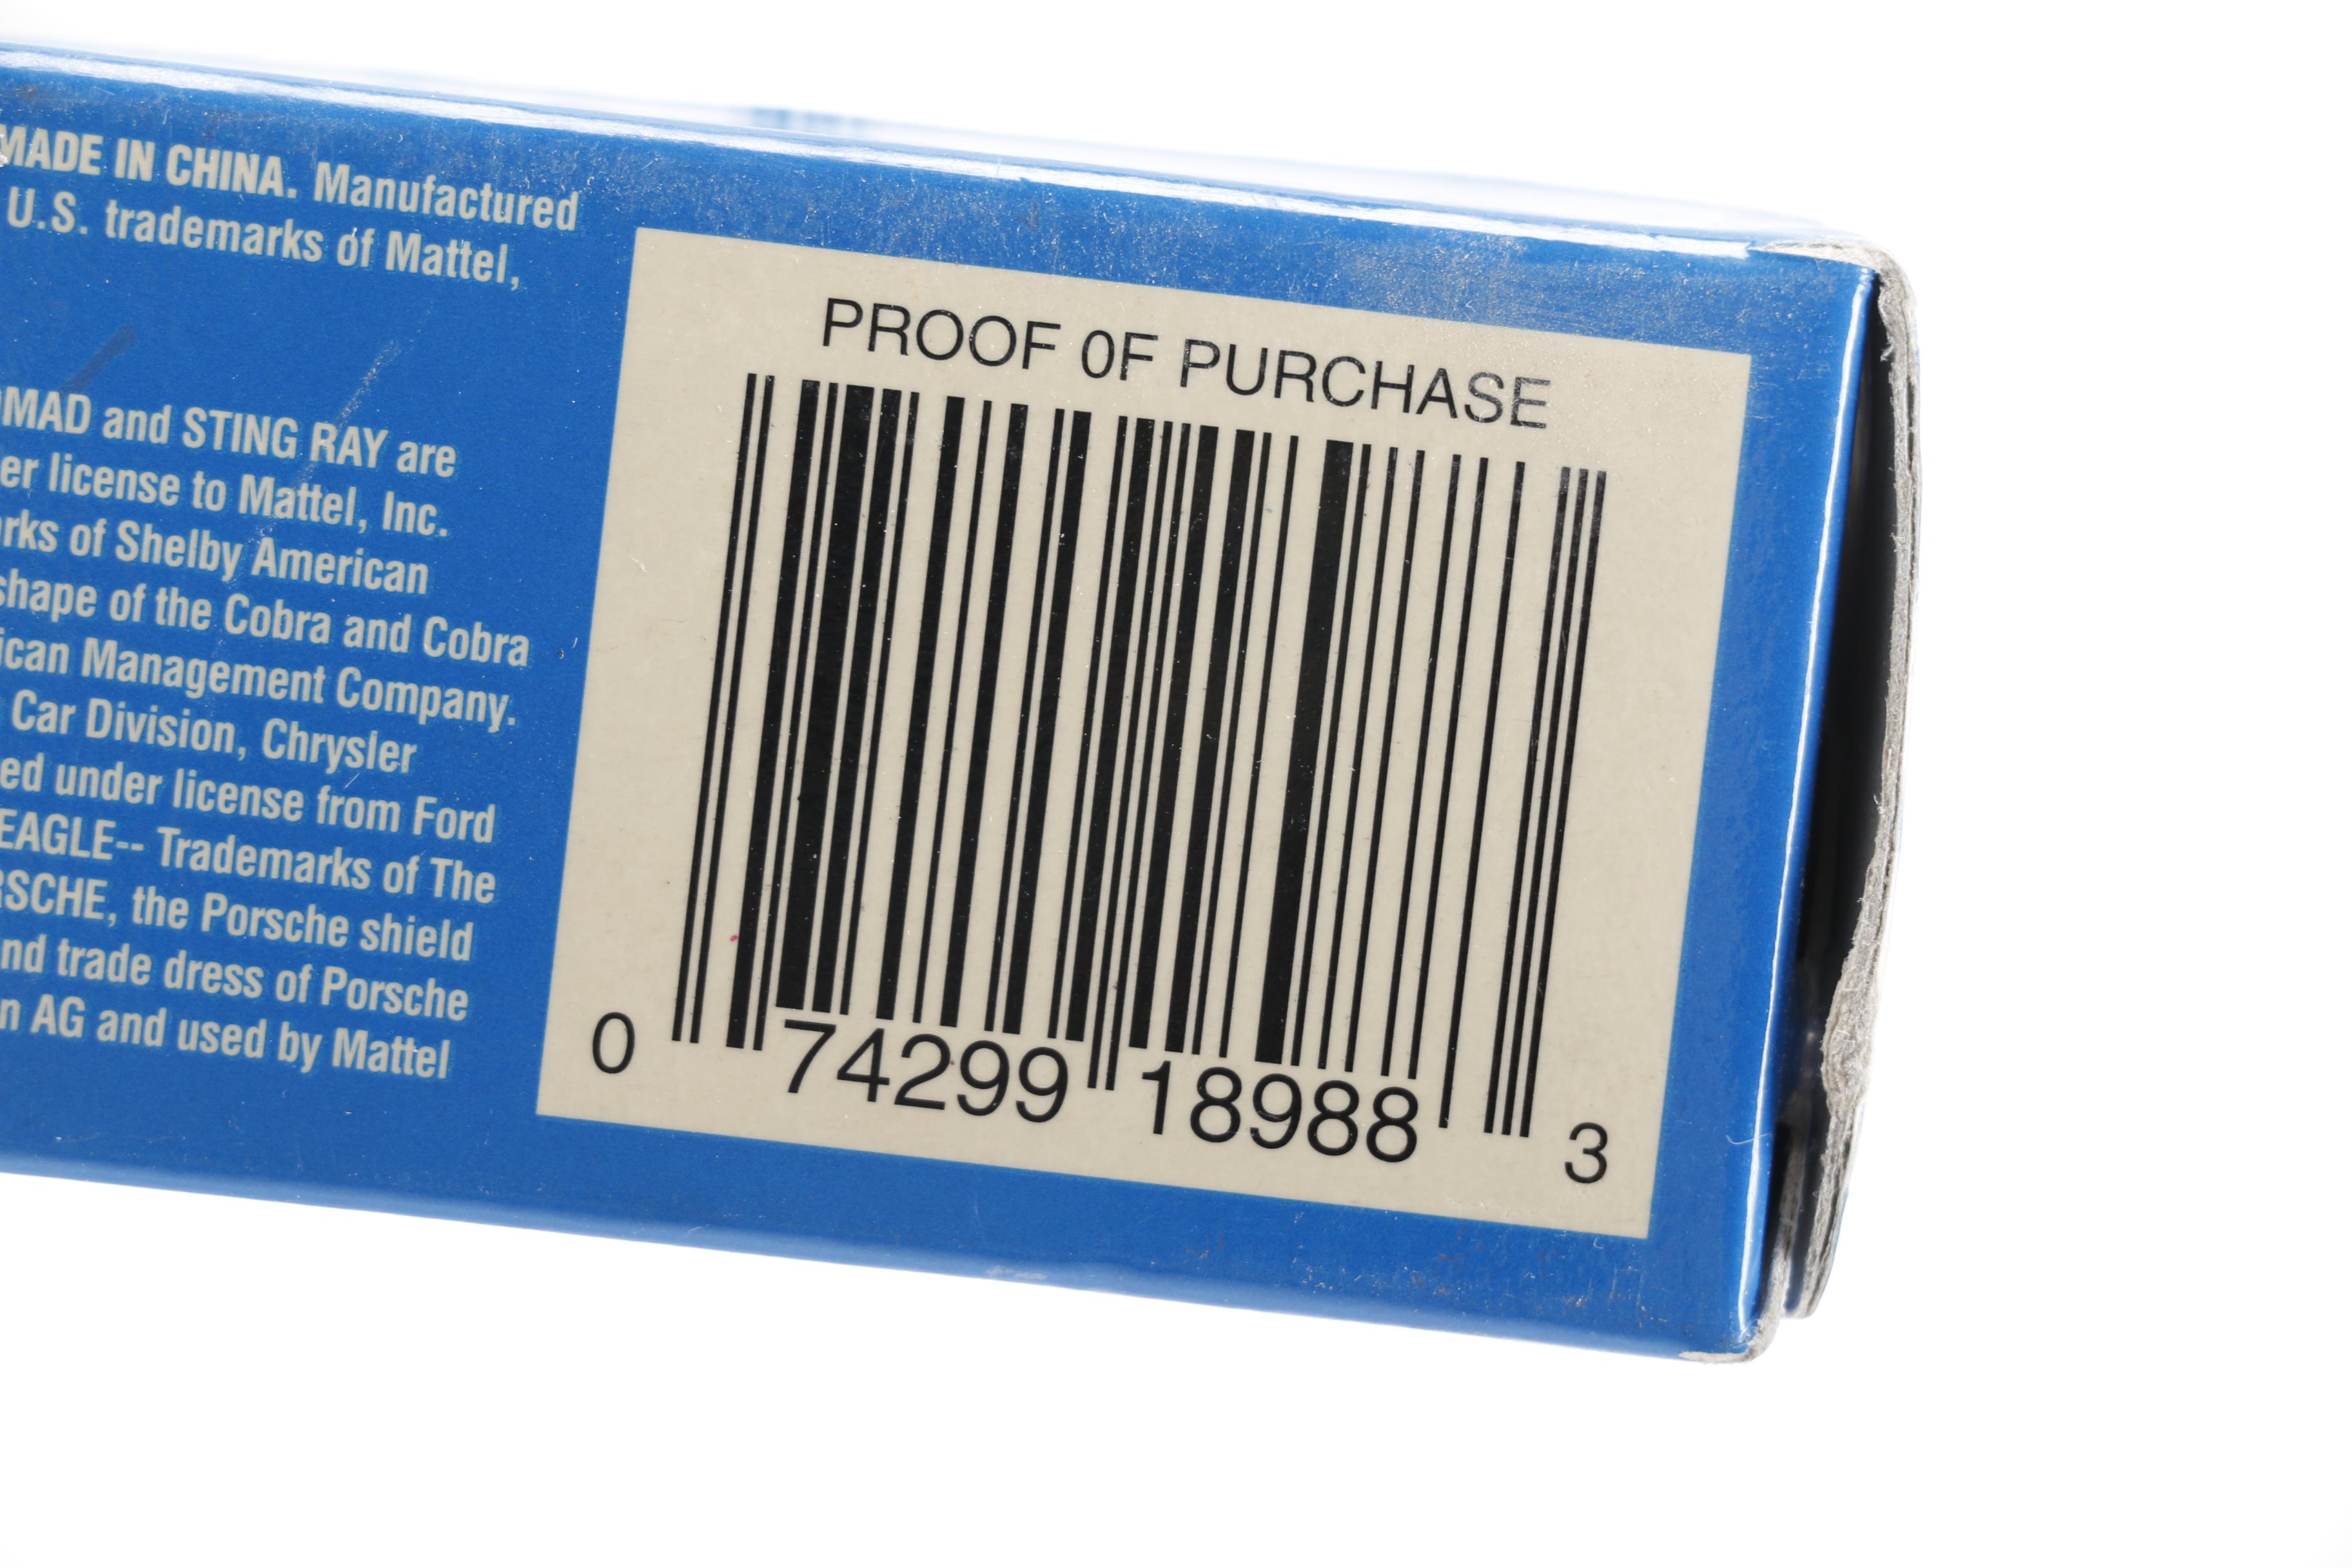 MADE IN CHINA. Manufactured
U.S. trademarks of Mattel,
MAD and STING RAY are
er license to Mattel, Inc.
rks of Shelby American
shape of the Cobra and Cobra
ican Management Company.
Car Division, Chrysler
ed under license from Ford
EAGLE-- Trademarks of The
RSCHE, the Porsche shield
nd trade dress of Porsche
n AG and used by Mattel
PROOF 0F PURCHASE
0 74299 18988 3